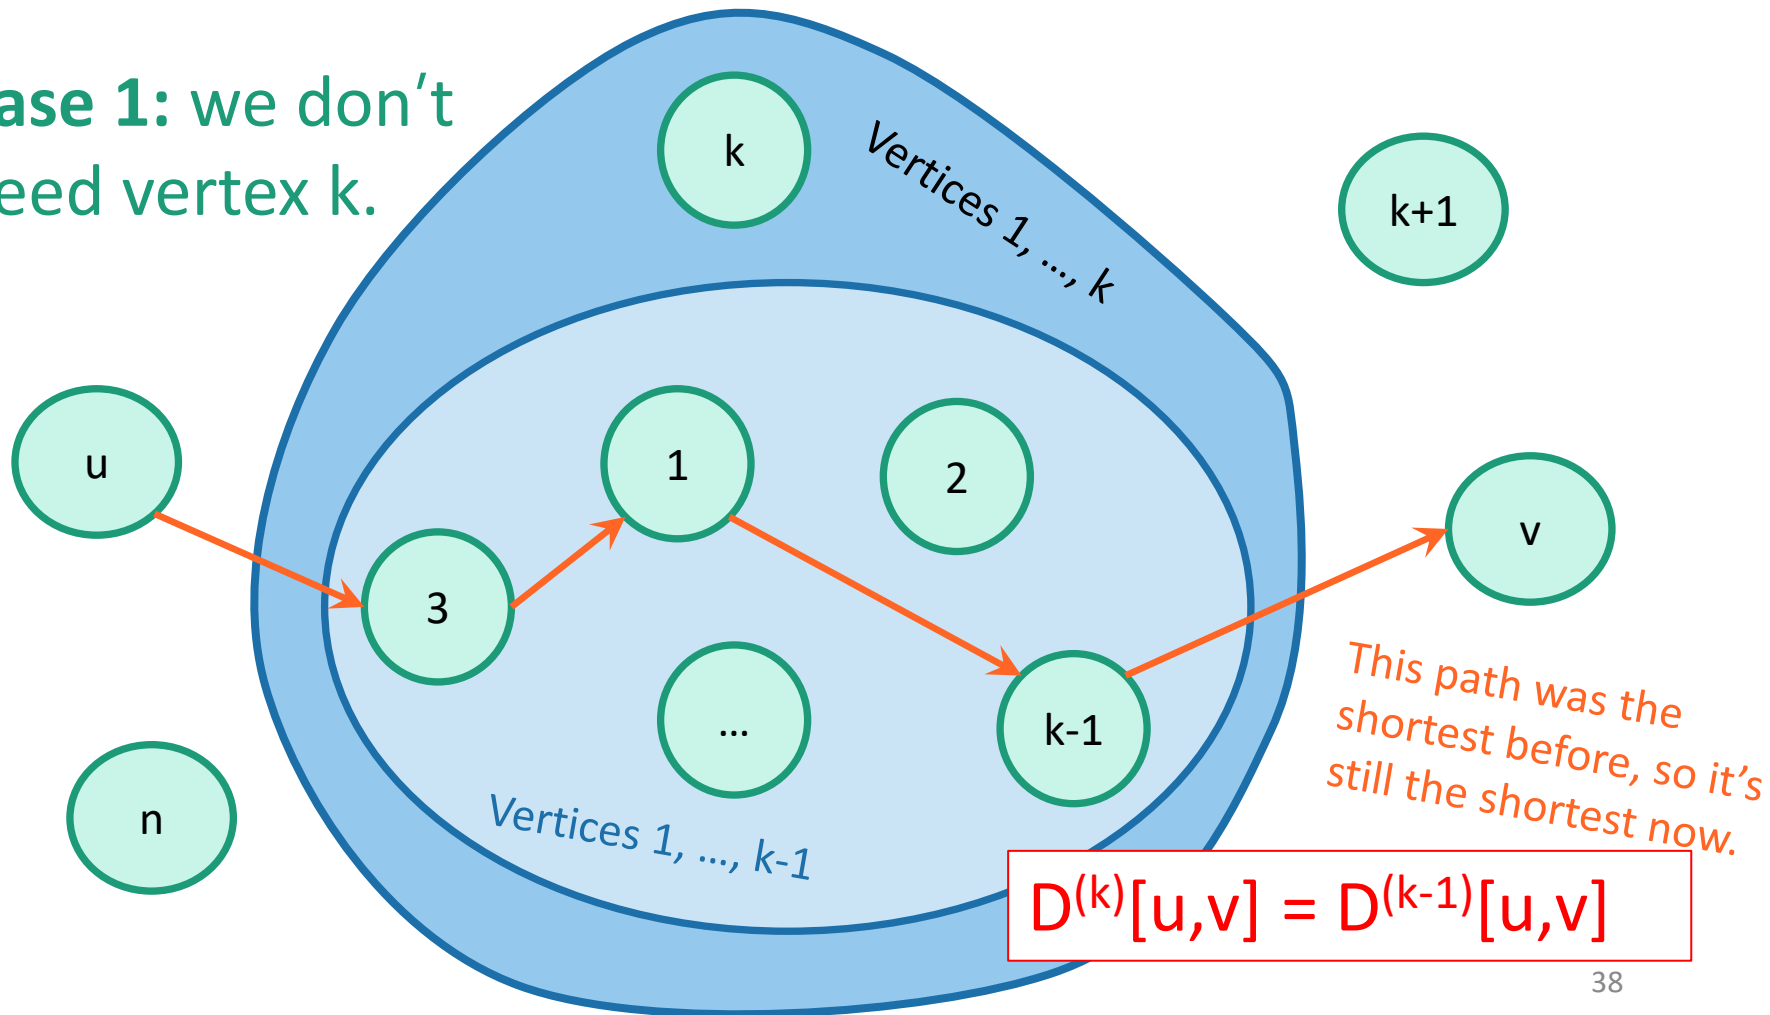 ase 1: we don't
eed vertex k.
k
Vertices 1, …, k
k+1
u
1
2
v
3
…
k-1
n
Vertices 1, …, k-1
This path was the
shortest before, so it's
still the shortest now.
D^(k)[u,v] = D^(k-1)[u,v]
38